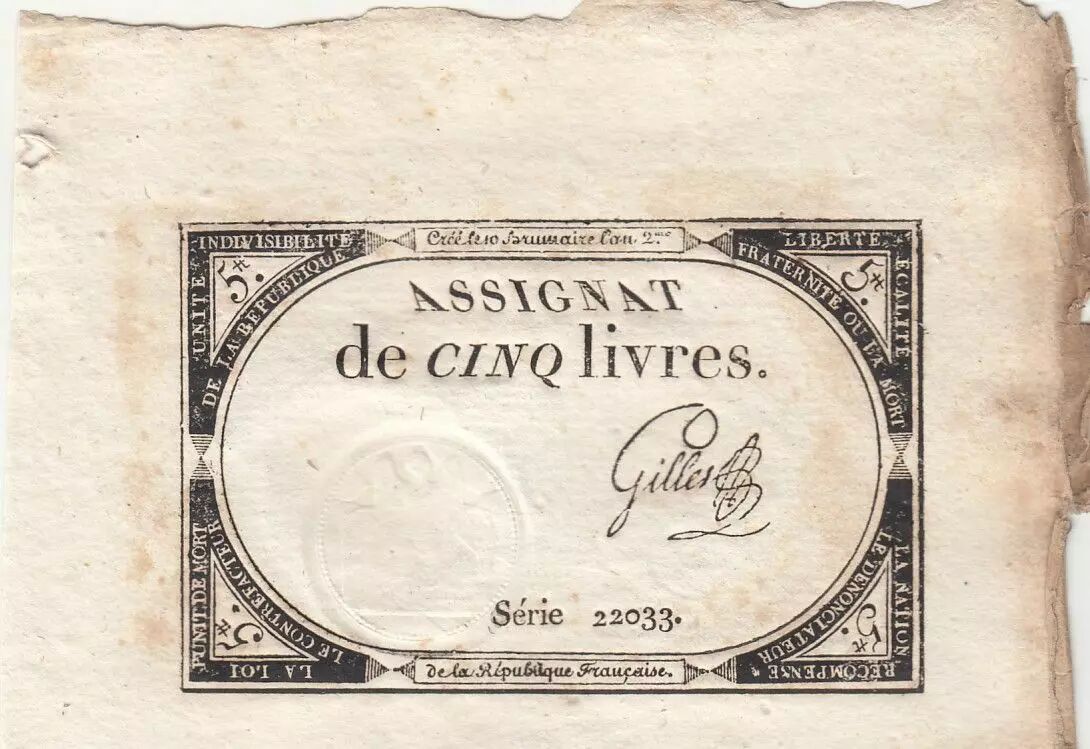 Créé le 10 brumaire l'an 2.me
UNITÉ INDIVISIBILITÉ
DE LA REPUBLIQUE
5#.
LIBERTÉ ÉGALITÉ
FRATERNITÉ OU LA MORT
5#.
ASSIGNAT
de CINQ livres.
Gilles
Série 22033.
LA LOI PUNIT DE MORT
LE CONTREFACTEUR
5#.
LA NATION RÉCOMPENSE
LE DÉNONCIATEUR
5#.
de la République Française.